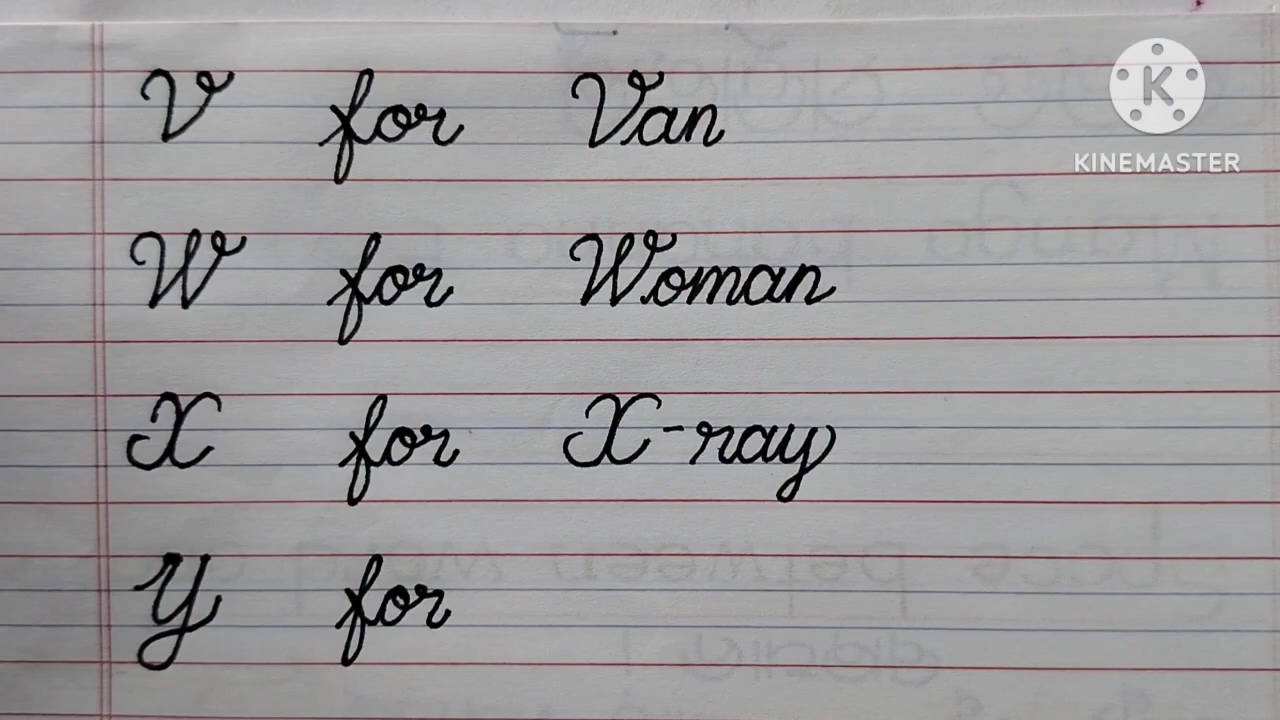 V for Van
KINEMASTER
W for Woman
X for X-ray
Y for